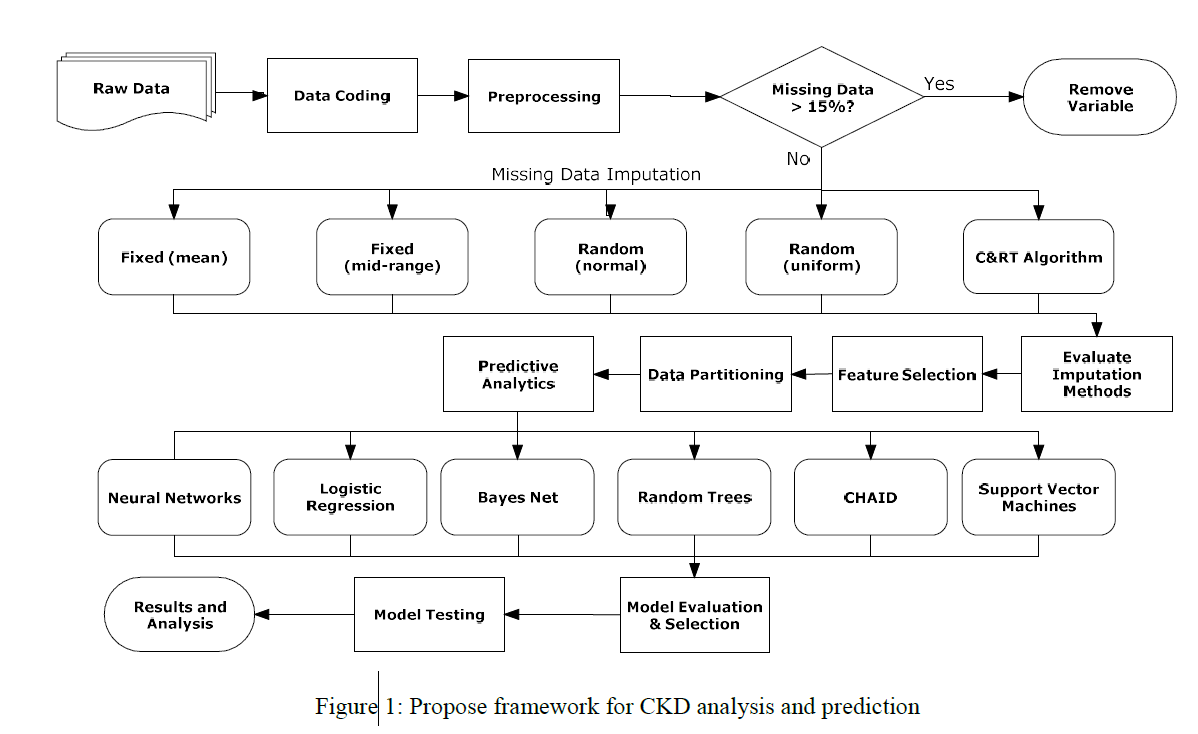 Raw Data
Data Coding
Preprocessing
Missing Data
> 15%?
Yes
Remove
Variable
No
Missing Data Imputation
Fixed (mean)
Fixed
(mid-range)
Random
(normal)
Random
(uniform)
C&RT Algorithm
Predictive
Analytics
Data Partitioning
Feature Selection
Evaluate
Imputation
Methods
Neural Networks
Logistic
Regression
Bayes Net
Random Trees
CHAID
Support Vector
Machines
Results and
Analysis
Model Testing
Model Evaluation
& Selection
Figure 1: Propose framework for CKD analysis and prediction